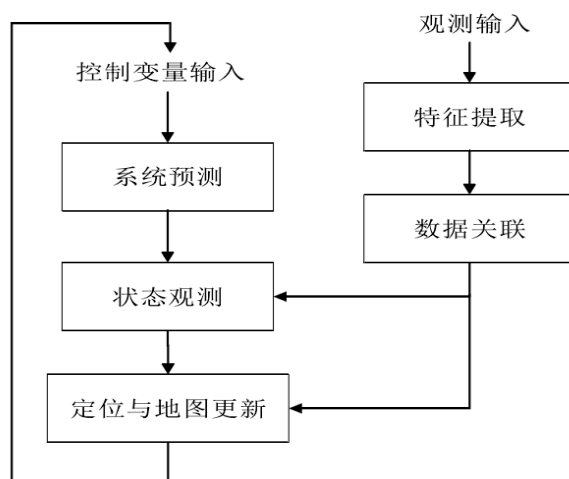 观测输入
控制变量输入
特征提取
系统预测
数据关联
状态观测
定位与地图更新